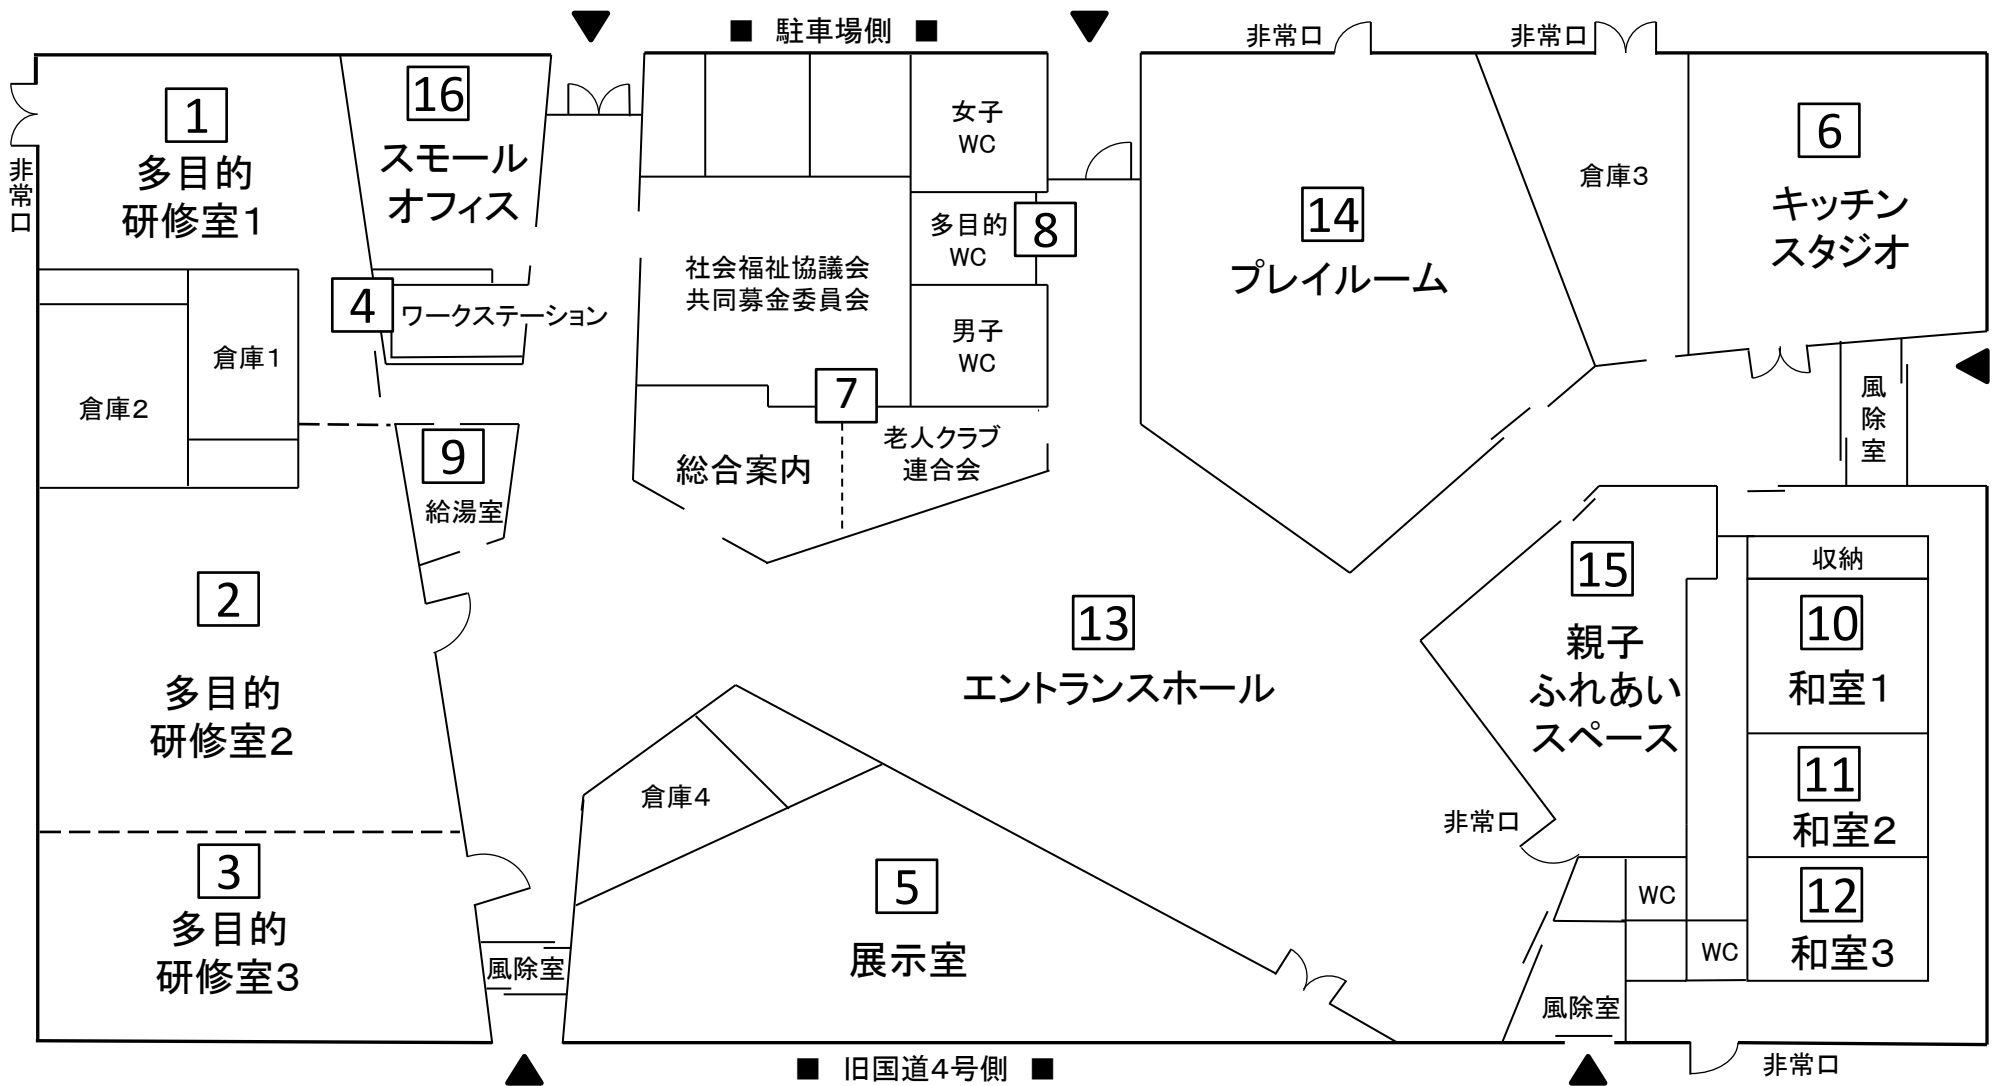 ■ 駐車場側 ■
非常口
非常口
1
多目的
研修室1
非常口
16
スモール
オフィス
女子
WC
8
多目的
WC
男子
WC
社会福祉協議会
共同募金委員会
14
プレイルーム
倉庫3
6
キッチン
スタジオ
4
ワークステーション
倉庫1
倉庫2
7
総合案内
老人クラブ
連合会
風除室
9
給湯室
2
多目的
研修室2
13
エントランスホール
15
親子
ふれあい
スペース
収納
10
和室1
11
和室2
12
和室3
倉庫4
非常口
3
多目的
研修室3
5
展示室
WC
WC
風除室
風除室
■ 旧国道4号側 ■
非常口